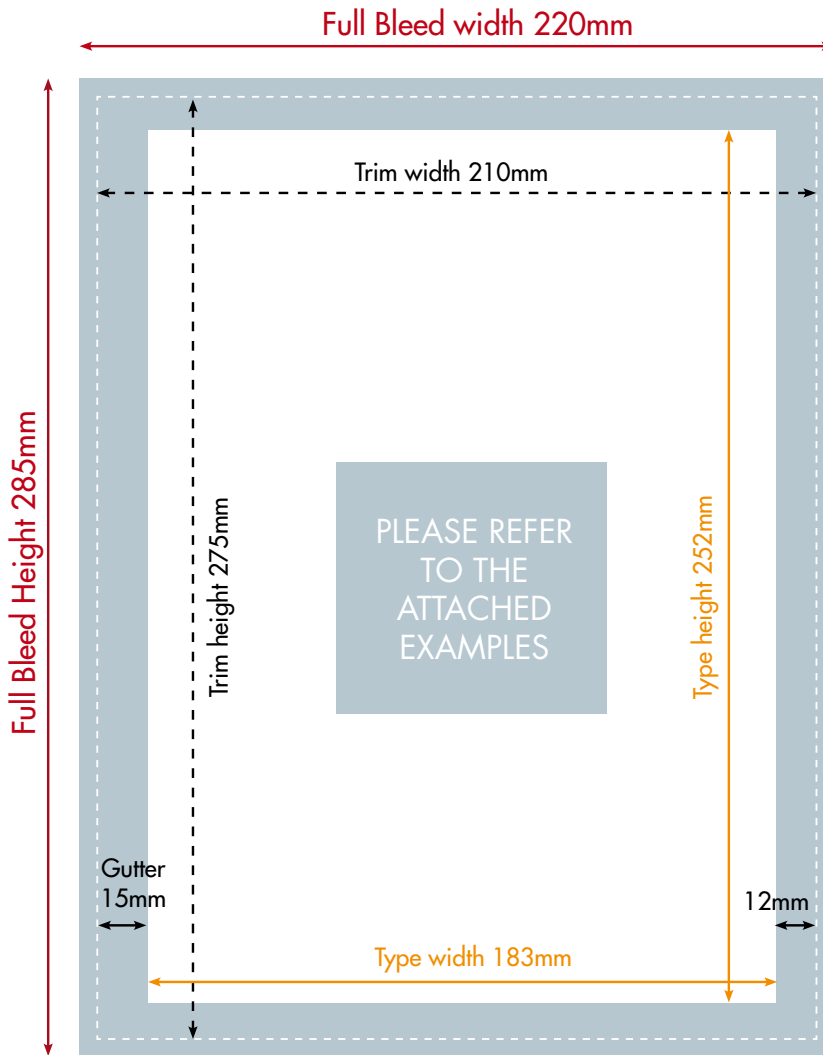 Full Bleed width 220mm
Trim width 210mm
Full Bleed Height 285mm
Trim height 275mm
PLEASE REFER
TO THE
ATTACHED
EXAMPLES
Type height 252mm
Gutter
15mm
12mm
Type width 183mm